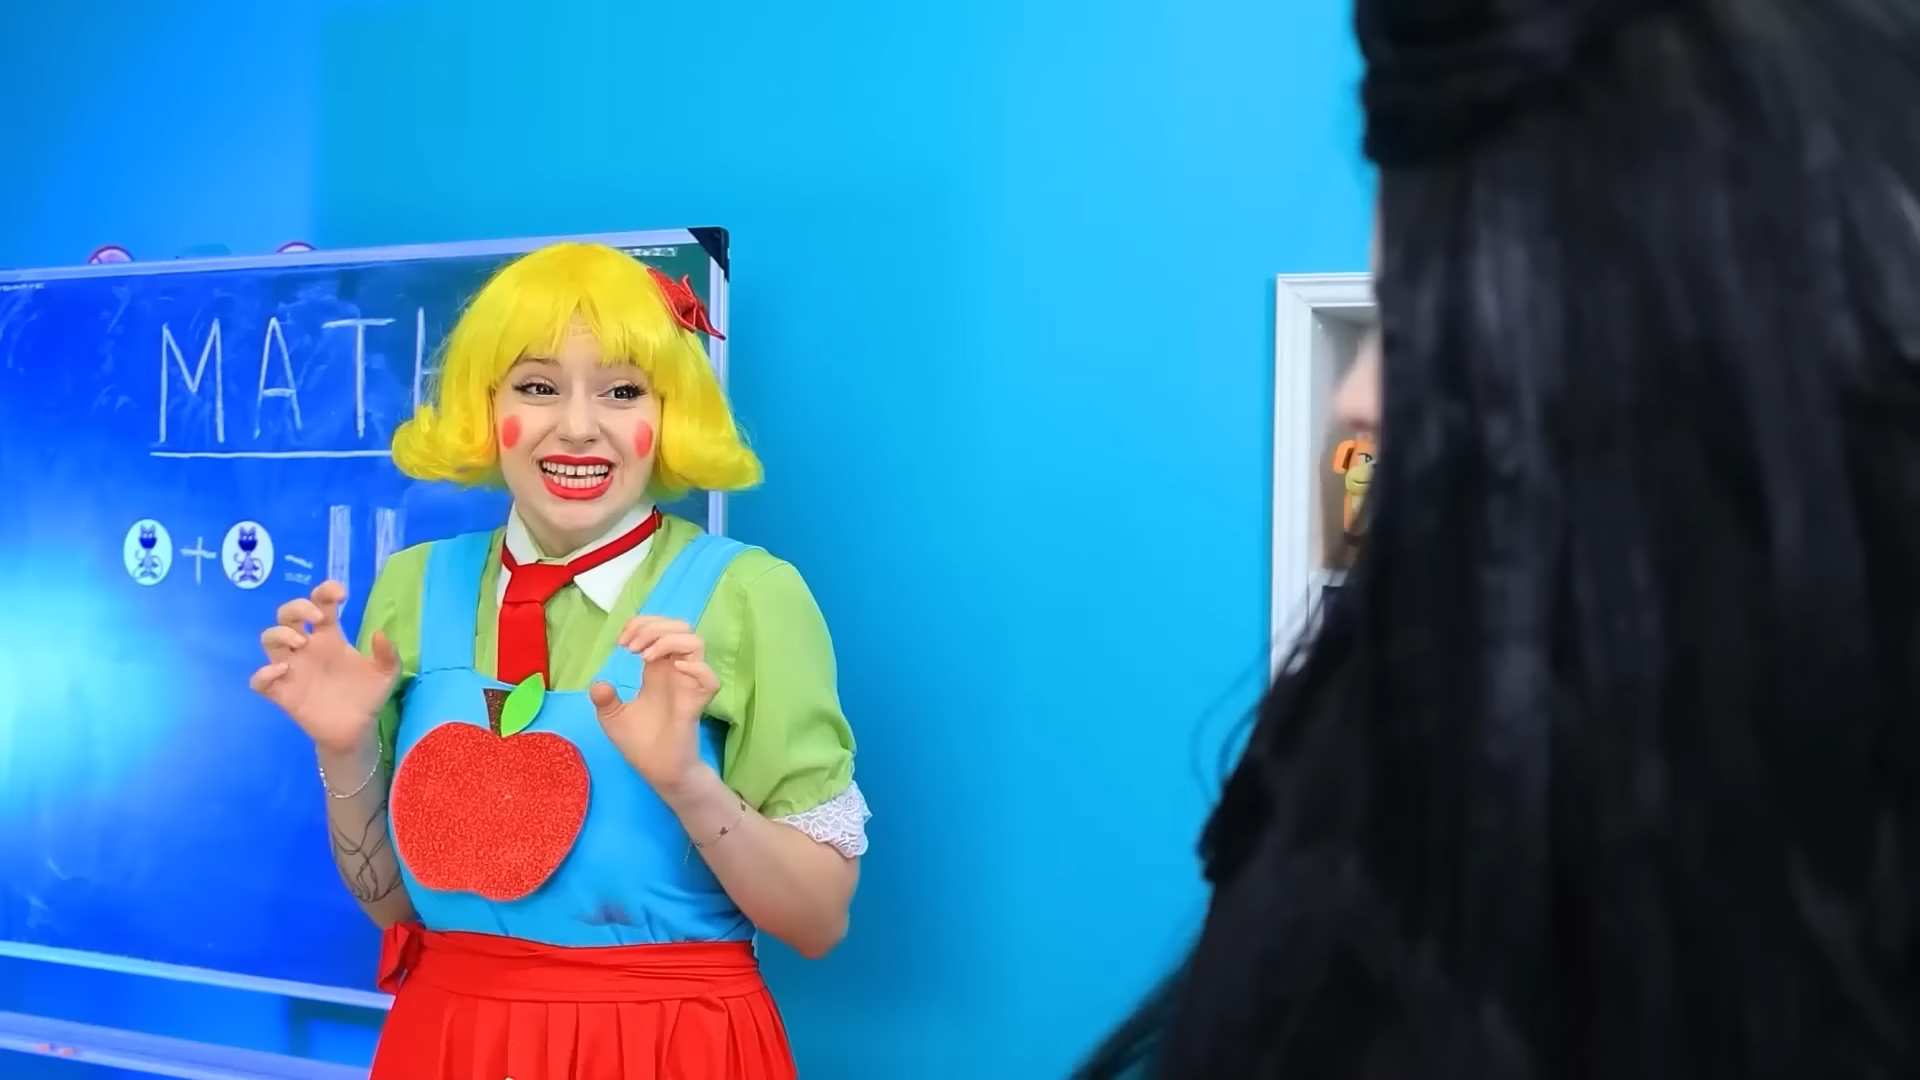 MATH
+ =